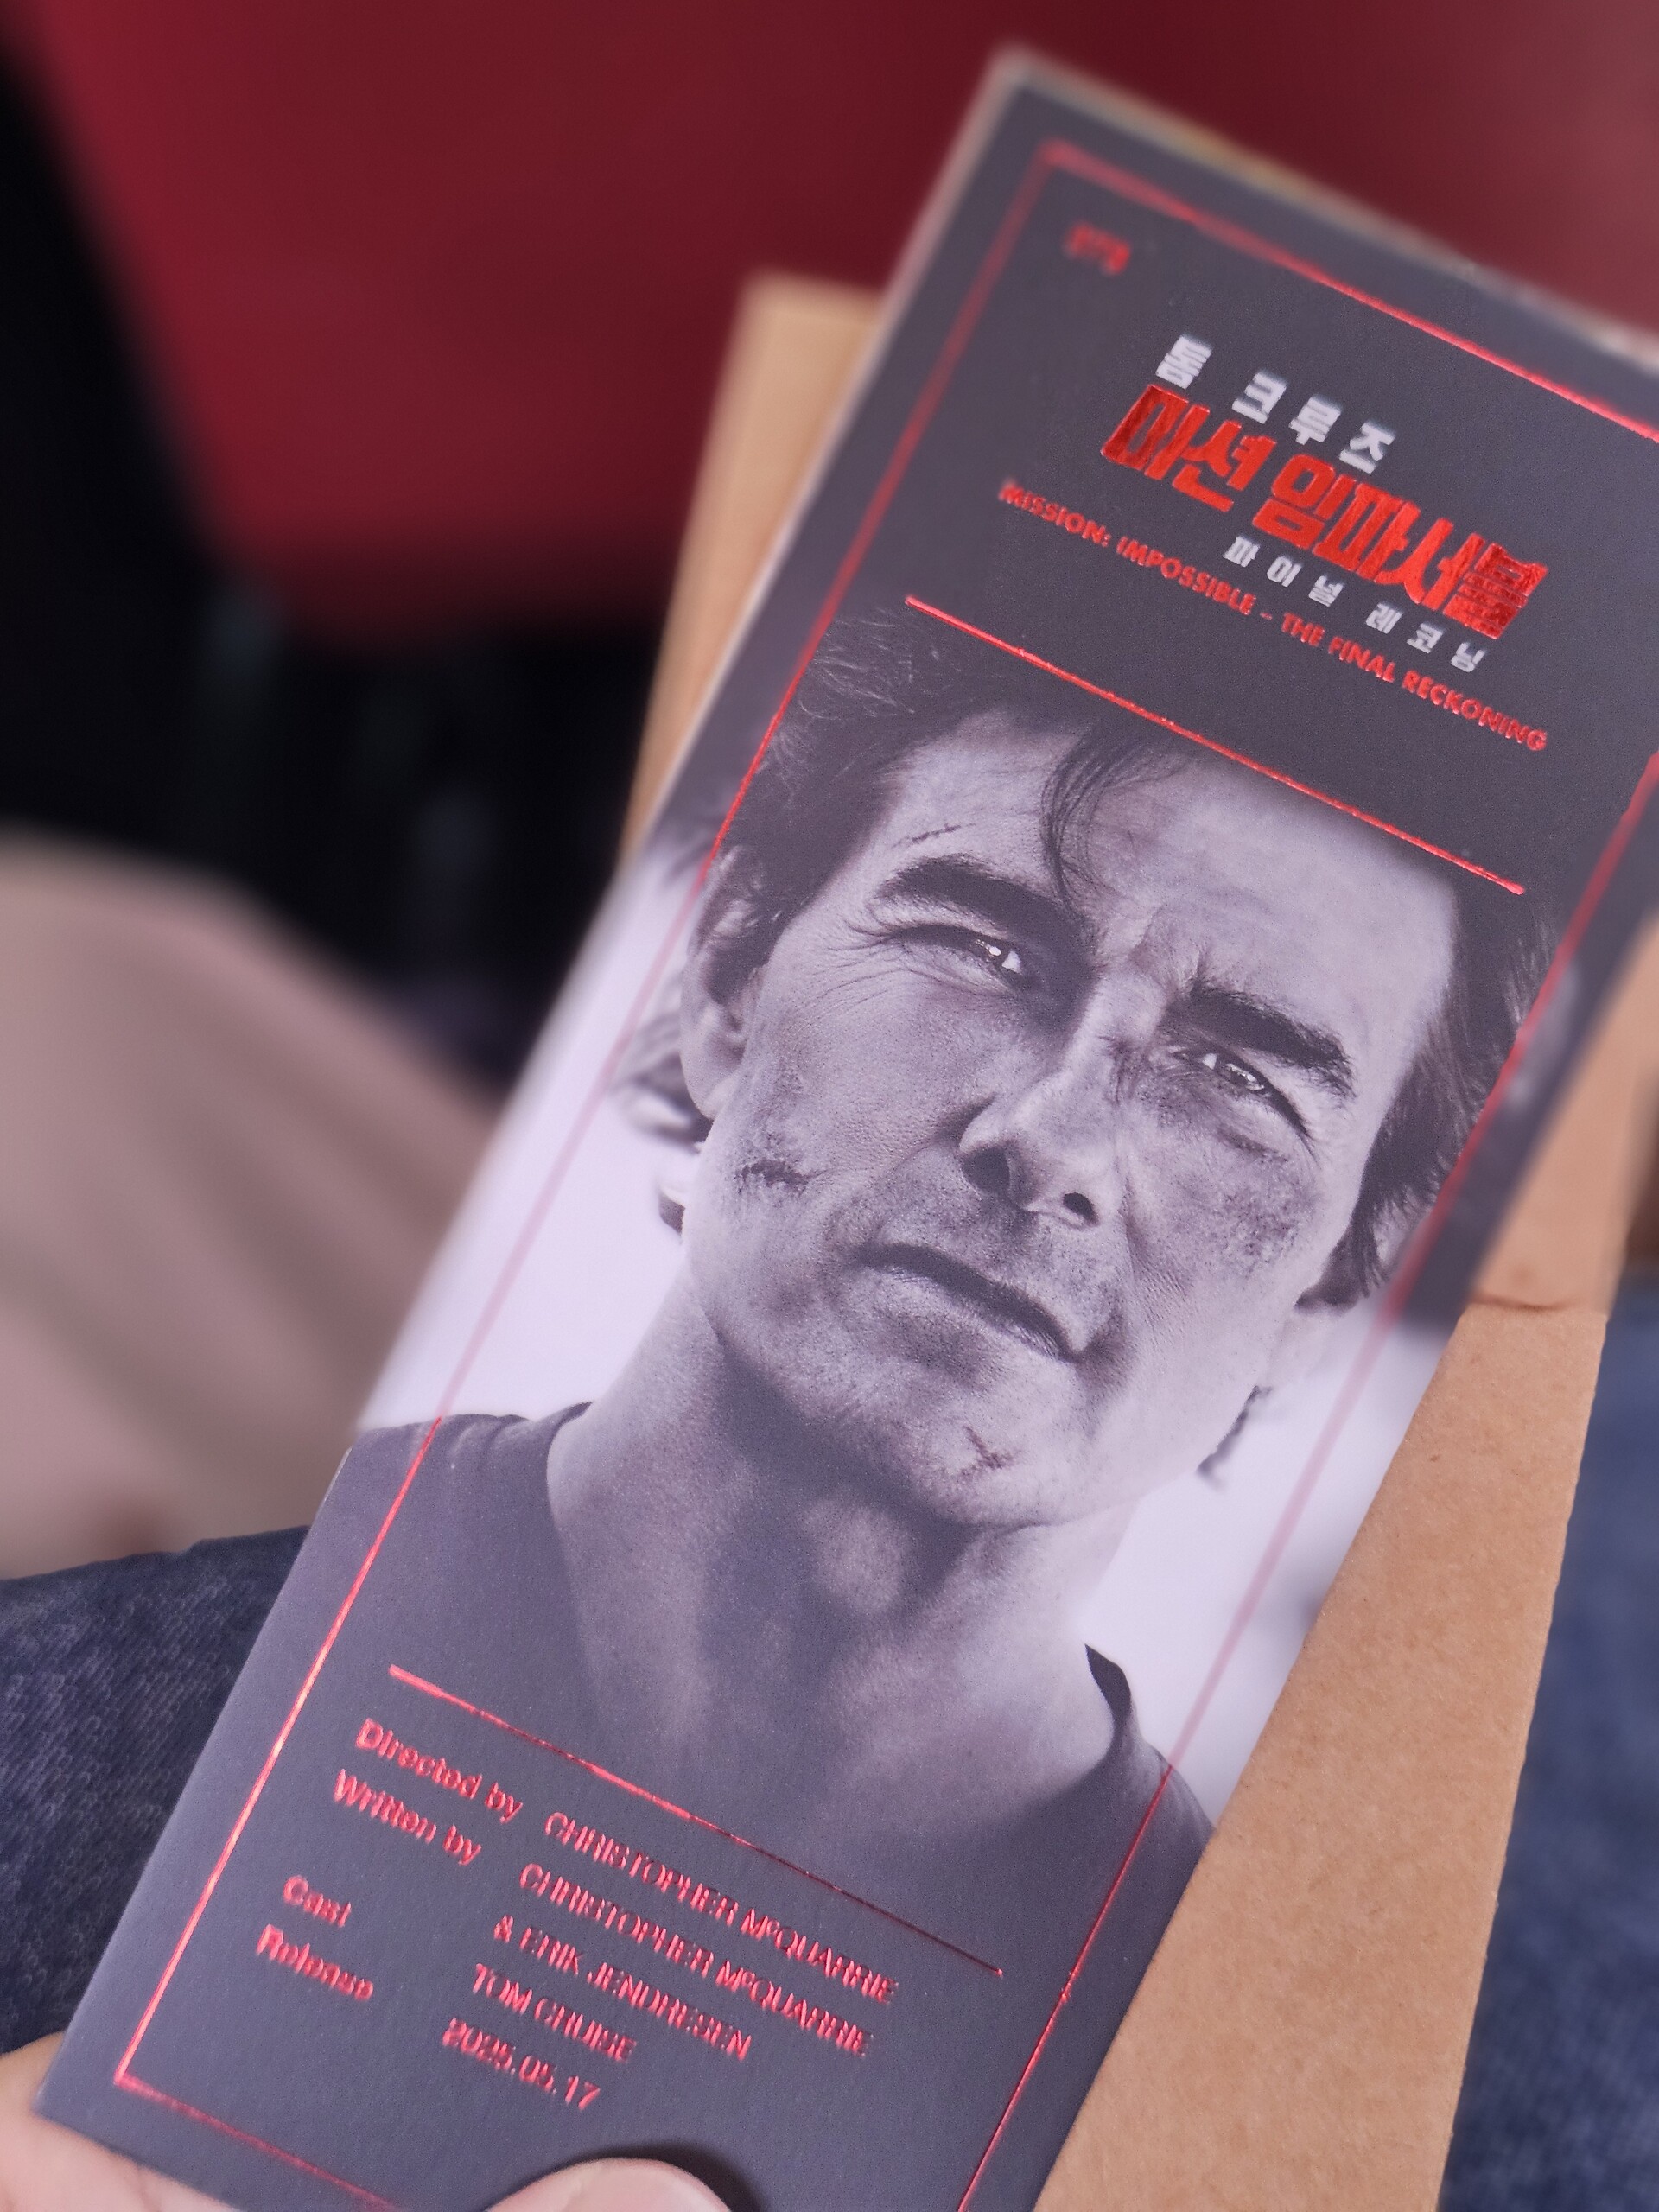 톰 크루즈
미션 임파서블
파이널 레코닝
MISSION: IMPOSSIBLE – THE FINAL RECKONING
Directed by CHRISTOPHER McQUARRIE
Written by CHRISTOPHER McQUARRIE
& ERIK JENDRESEN
Cast TOM CRUISE
Release 2025.05.17